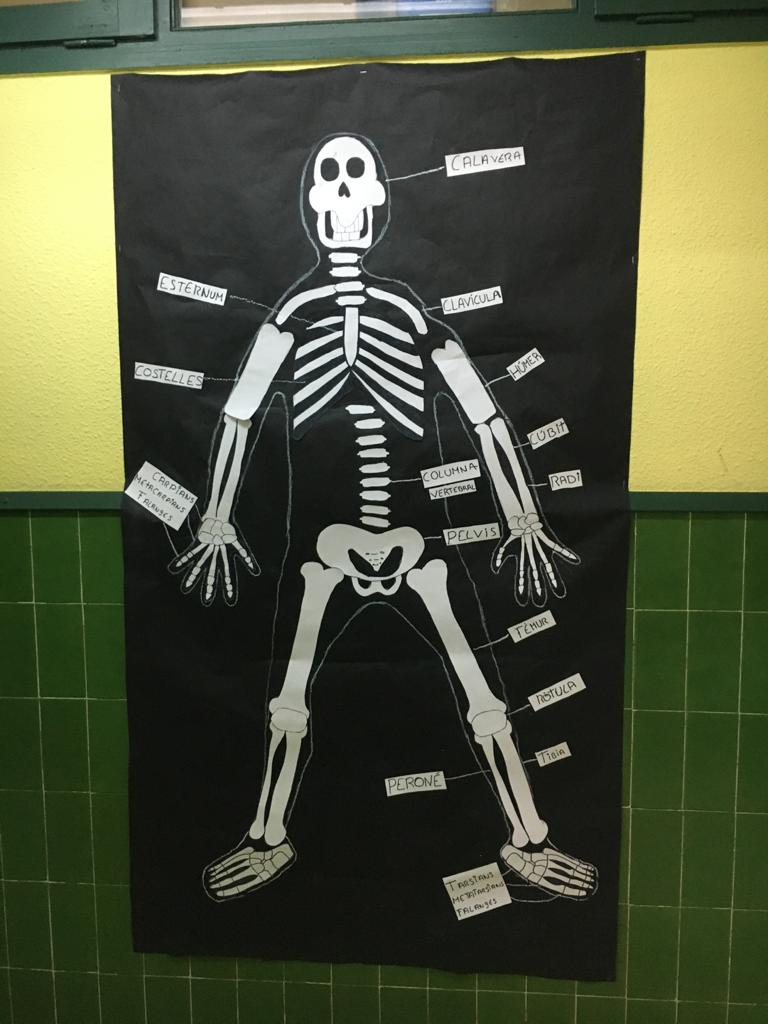 CALAVERA
ESTERNUM
CLAVÍCULA
COSTELLES
HÚMER
CÚBIT
RADI
CARPIANS
METACARPIANS
FALANGES
COLUMNA
VERTEBRAL
PELVIS
FÈMUR
RÒTULA
TIBIA
PERONÉ
TARSIANS
METATARSIANS
FALANGES